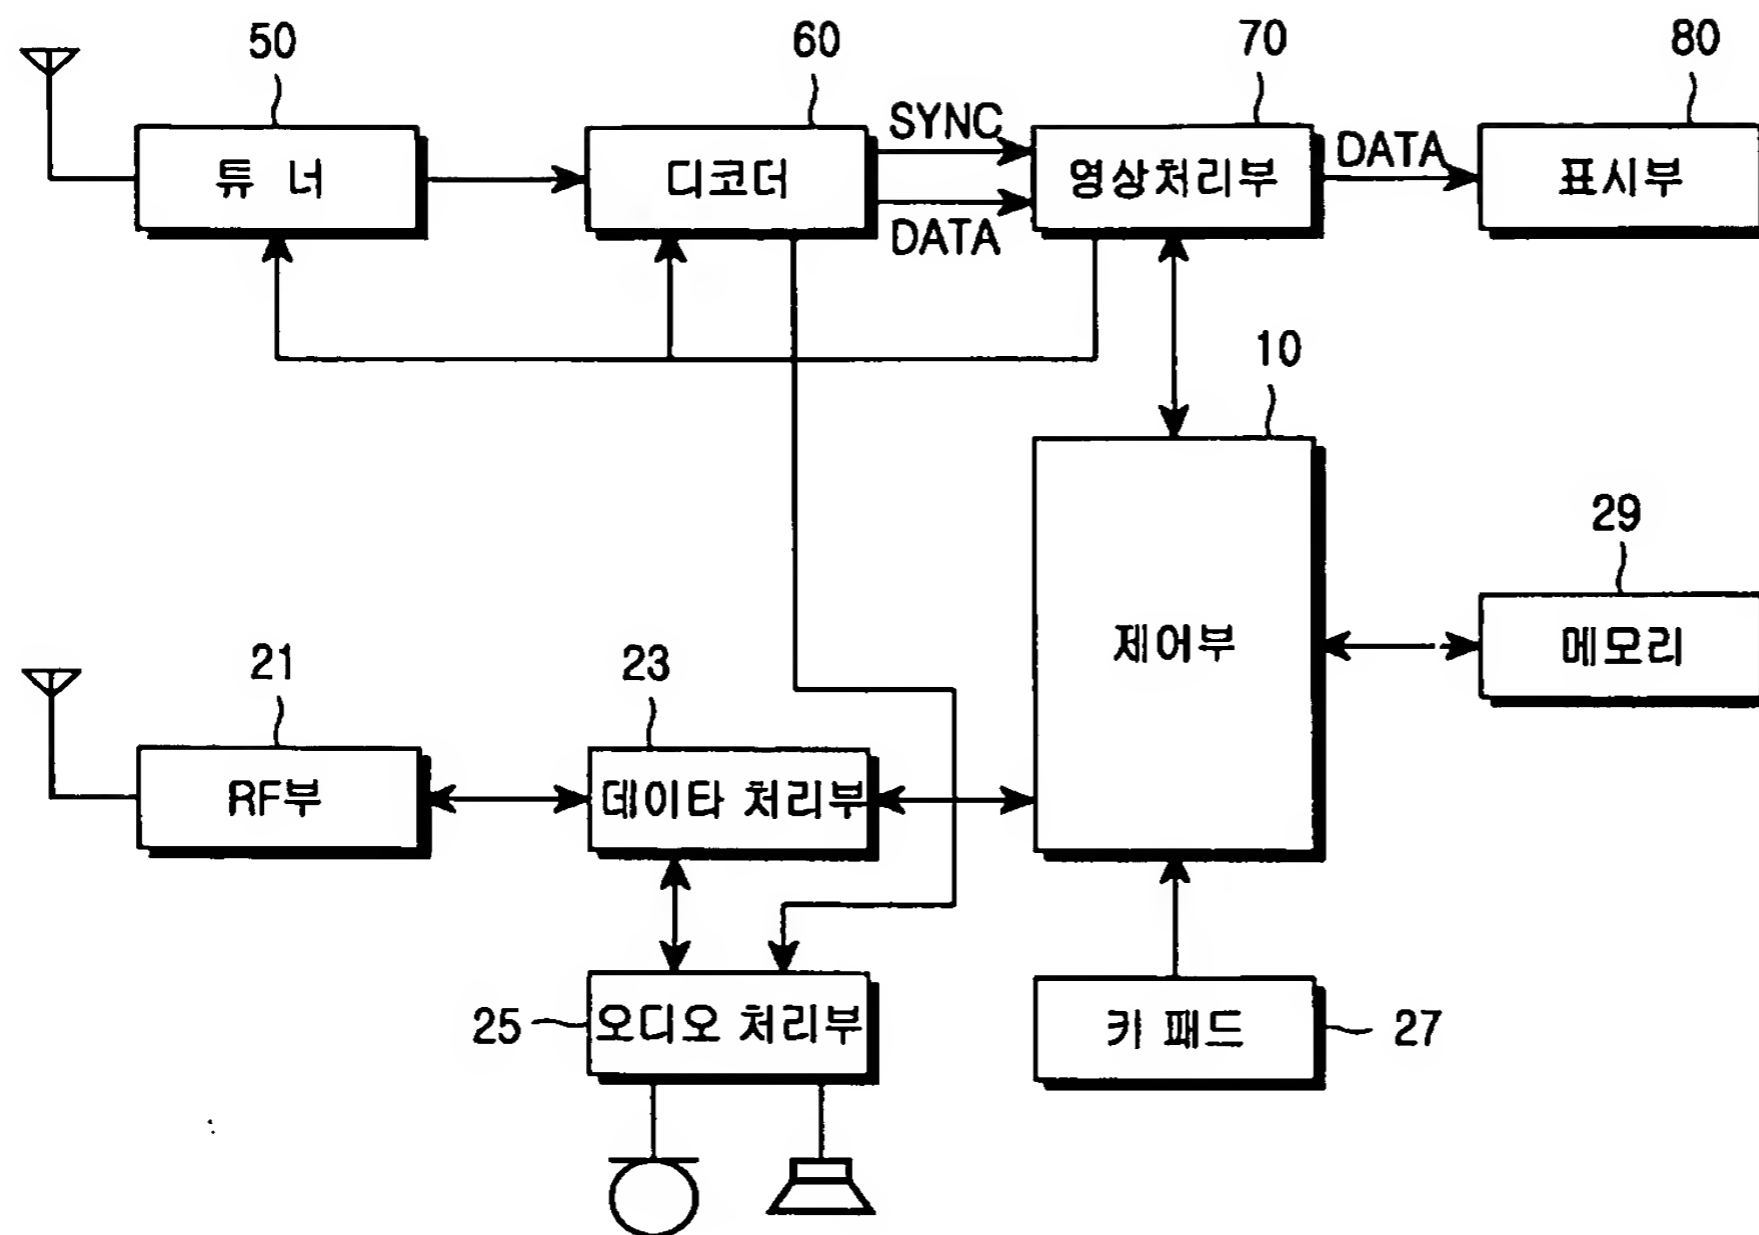 50
60
70
80
SYNC
튜 너
디코더
영상처리부
DATA
표시부
DATA
10
29
제어부
메모리
21
23
RF부
데이타 처리부
25
오디오 처리부
키 패드
27